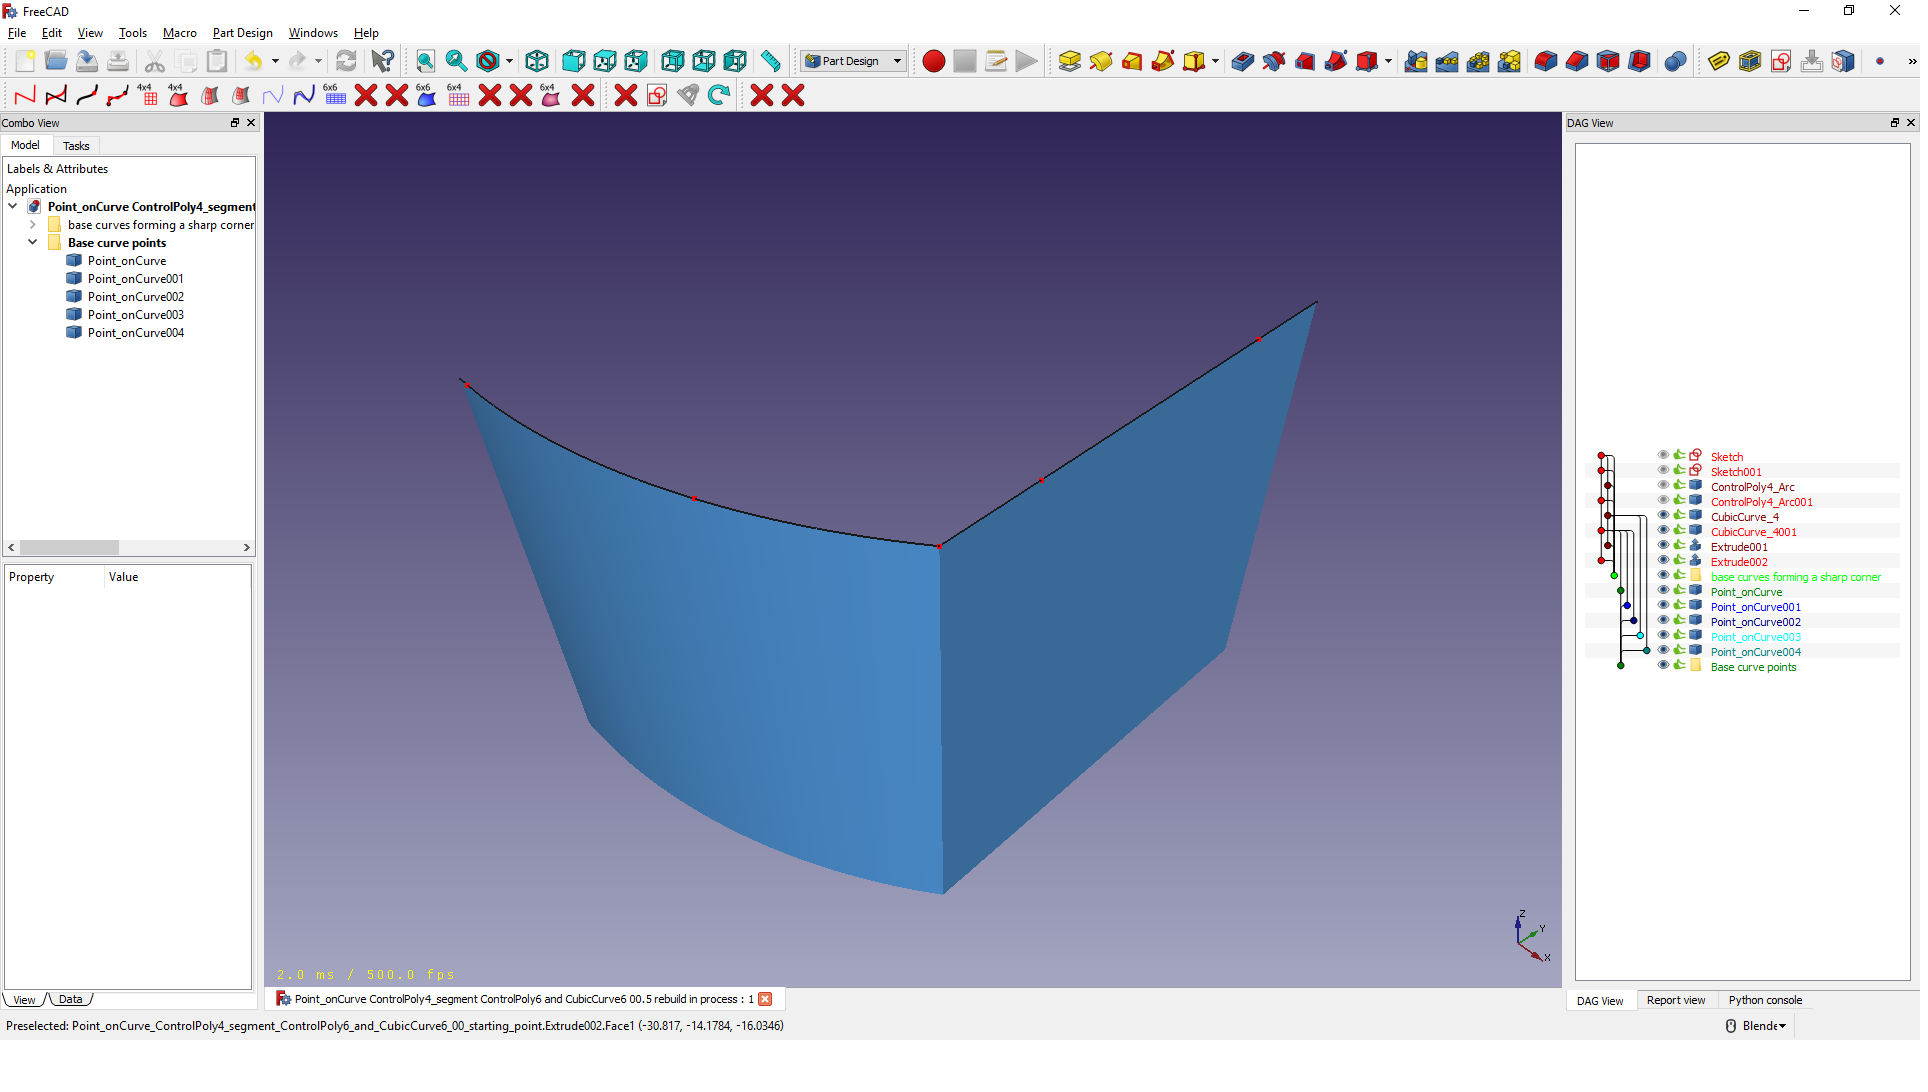 FreeCAD
File Edit View Tools Macro Part Design Windows Help
Part Design
4x4 4x4 6x6 6x6 6x4 6x4
Combo View
Model Tasks
Labels & Attributes
Application
Point_onCurve ControlPoly4_segment
base curves forming a sharp corner
Base curve points
Point_onCurve
Point_onCurve001
Point_onCurve002
Point_onCurve003
Point_onCurve004
Property Value
View Data
2.0 ms / 500.0 fps
Z
Y
X
Point_onCurve ControlPoly4_segment ControlPoly6 and CubicCurve6 00.5 rebuild in process : 1
DAG View
Sketch
Sketch001
ControlPoly4_Arc
ControlPoly4_Arc001
CubicCurve_4
CubicCurve_4001
Extrude001
Extrude002
base curves forming a sharp corner
Point_onCurve
Point_onCurve001
Point_onCurve002
Point_onCurve003
Point_onCurve004
Base curve points
DAG View Report view Python console
Preselected: Point_onCurve_ControlPoly4_segment_ControlPoly6_and_CubicCurve6_00_starting_point.Extrude002.Face1 (-30.817, -14.1784, -16.0346)
Blende